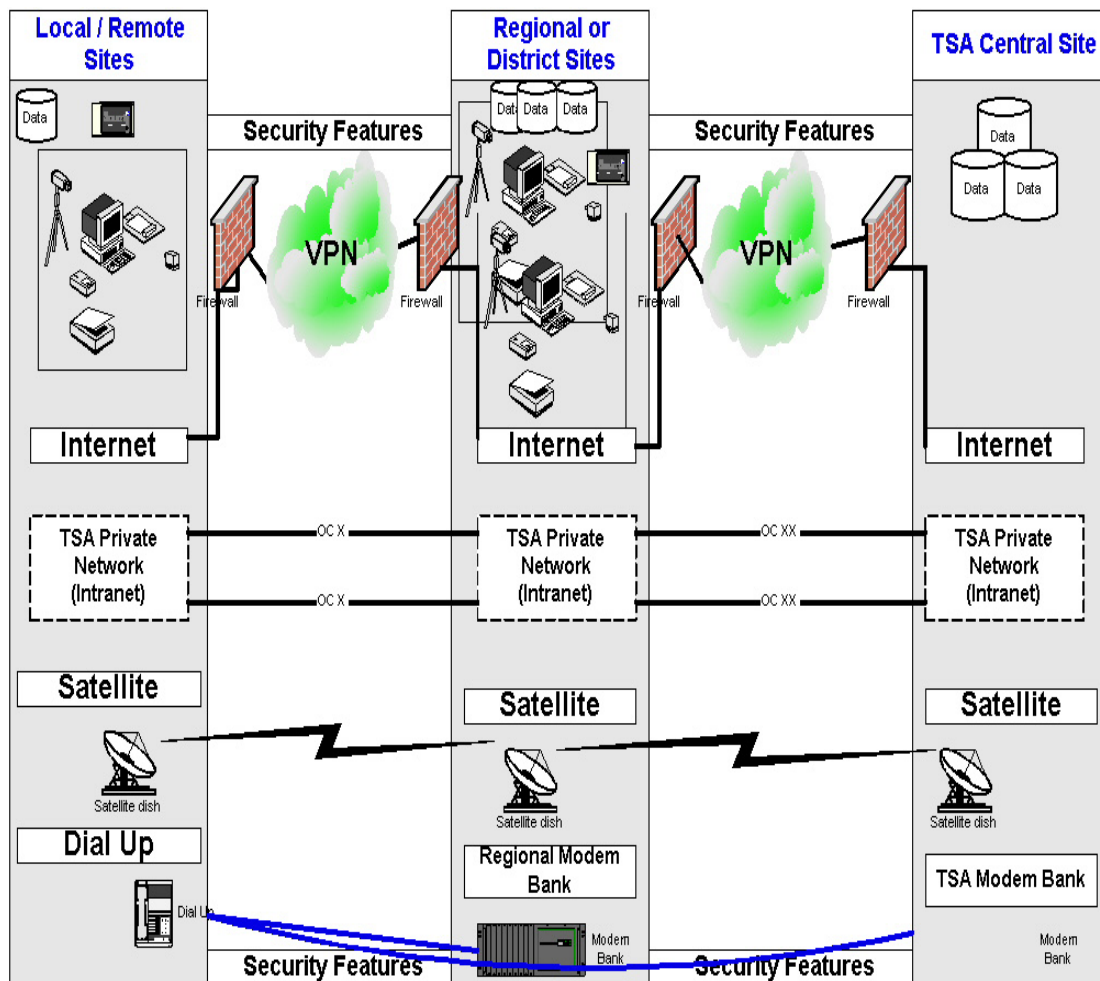 Local / Remote
Sites
Regional or
District Sites
TSA Central Site
Data
Data
Data
Data
Data
Data
Data
Security Features
Security Features
VPN
VPN
Firewall
Firewall
Firewall
Firewall
Internet
Internet
Internet
TSA Private
Network
(Intranet)
OC X
OC X
TSA Private
Network
(Intranet)
OC XX
OC XX
TSA Private
Network
(Intranet)
Satellite
Satellite
Satellite
Satellite dish
Satellite dish
Satellite dish
Dial Up
Regional Modem
Bank
TSA Modem Bank
Dial Up
Modem
Bank
Modem
Bank
Security Features
Security Features